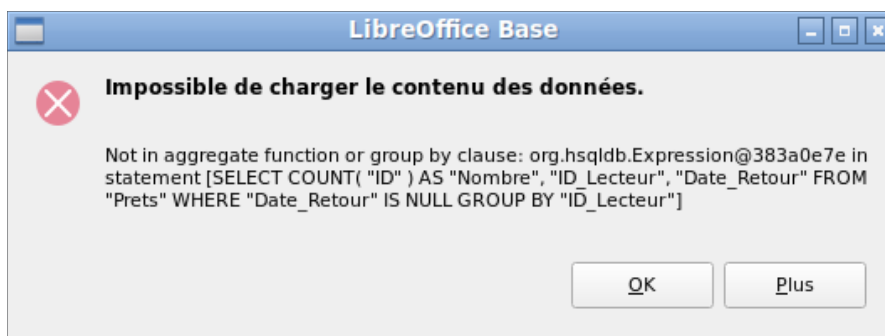 LibreOffice Base
Impossible de charger le contenu des données.
Not in aggregate function or group by clause: org.hsqldb.Expression@383a0e7e in
statement [SELECT COUNT( "ID" ) AS "Nombre", "ID_Lecteur", "Date_Retour" FROM
"Prets" WHERE "Date_Retour" IS NULL GROUP BY "ID_Lecteur"]
OK Plus